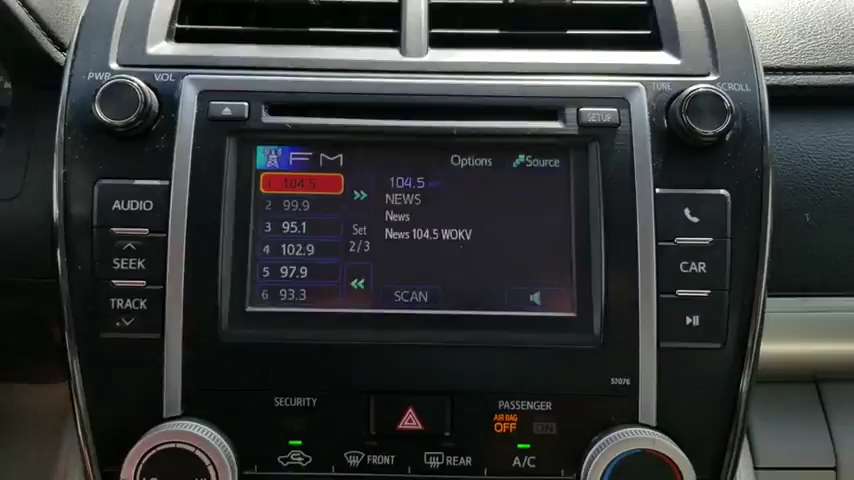 PWR
VOL
SETUP
TUNE
SCROLL
FM
Options
Source
1 104.5
2 99.9
3 95.1
4 102.9
5 97.9
6 93.3
Set
2/3
104.5
NEWS
News
News 104.5 WOKV
SCAN
AUDIO
SEEK
TRACK
CAR
57076
SECURITY
PASSENGER
AIR BAG
OFF
ON
FRONT
REAR
A/C